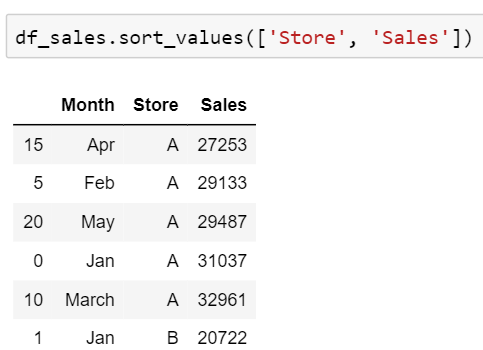 df_sales.sort_values(['Store', 'Sales'])
Month Store Sales
15 Apr A 27253
5 Feb A 29133
20 May A 29487
0 Jan A 31037
10 March A 32961
1 Jan B 20722